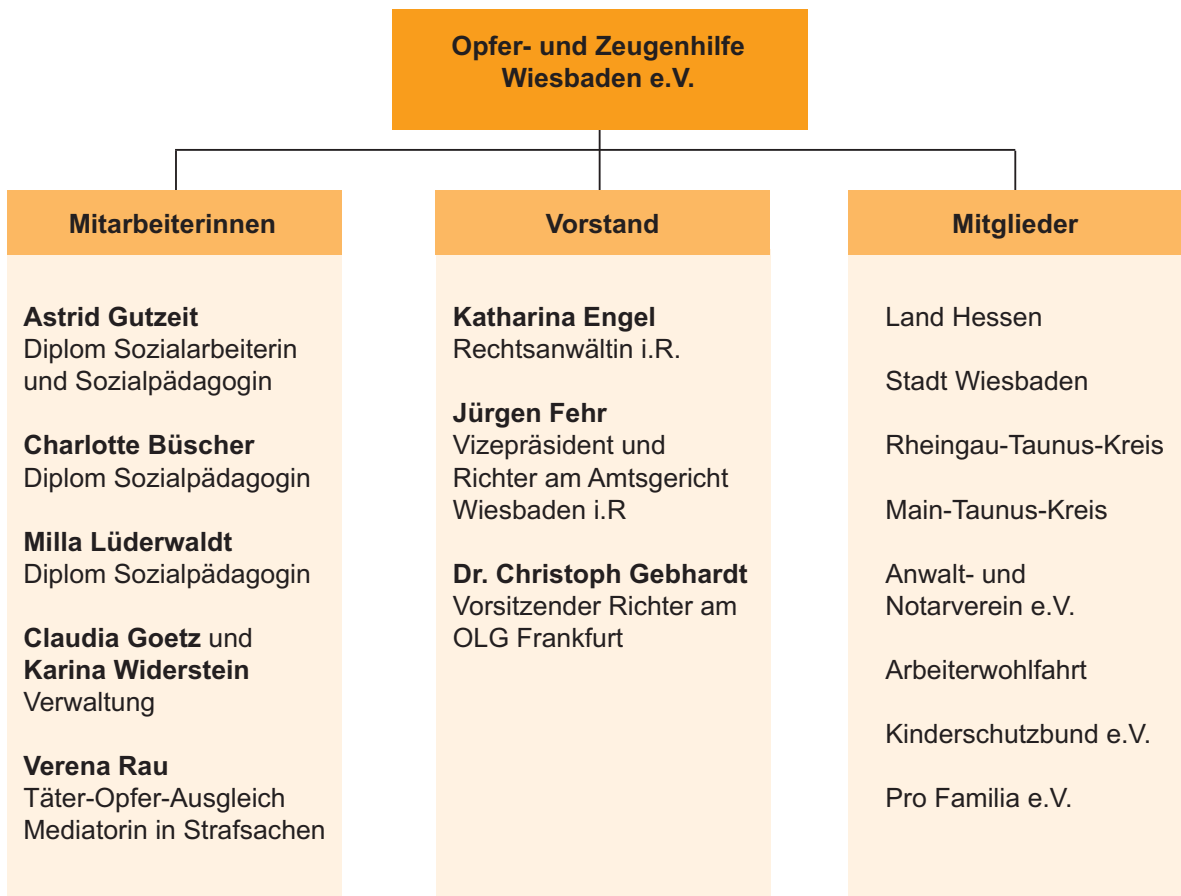 Opfer- und Zeugenhilfe
Wiesbaden e.V.
Mitarbeiterinnen
Astrid Gutzeit
Diplom Sozialarbeiterin
und Sozialpädagogin
Charlotte Büscher
Diplom Sozialpädagogin
Milla Lüderwaldt
Diplom Sozialpädagogin
Claudia Goetz und
Karina Widerstein
Verwaltung
Verena Rau
Täter-Opfer-Ausgleich
Mediatorin in Strafsachen
Vorstand
Katharina Engel
Rechtsanwältin i.R.
Jürgen Fehr
Vizepräsident und
Richter am Amtsgericht
Wiesbaden i.R
Dr. Christoph Gebhardt
Vorsitzender Richter am
OLG Frankfurt
Mitglieder
Land Hessen
Stadt Wiesbaden
Rheingau-Taunus-Kreis
Main-Taunus-Kreis
Anwalt- und
Notarverein e.V.
Arbeiterwohlfahrt
Kinderschutzbund e.V.
Pro Familia e.V.